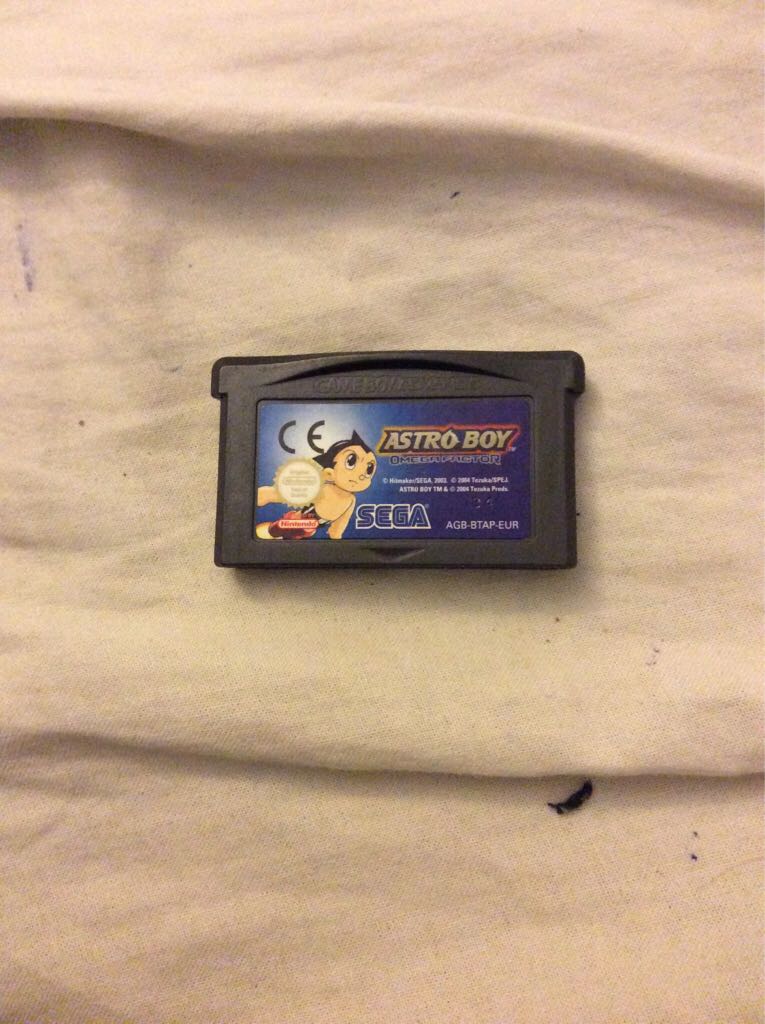 GAME BOY ADVANCE
CE
ASTRO BOY™
OMEGA FACTOR
© Hitmaker/SEGA, 2003. © 2004 Tezuka/SPEJ.
ASTRO BOY TM & © 2004 Tezuka Prods.
Nintendo
SEGA
AGB-BTAP-EUR